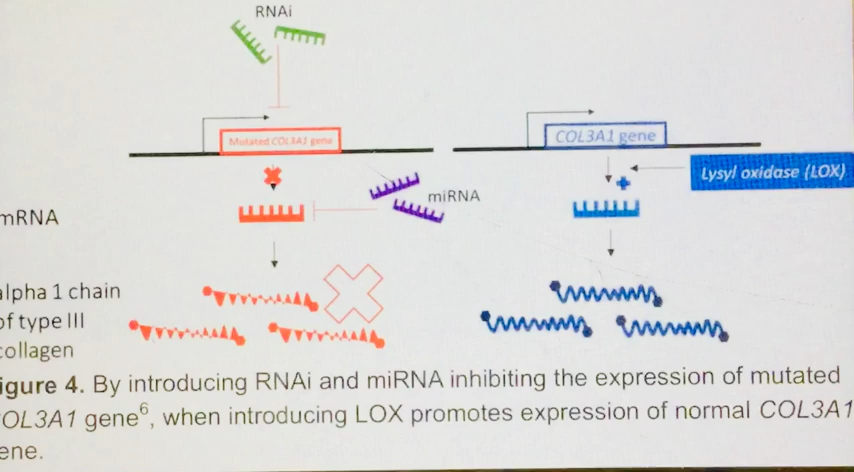 RNAi
Mutated COL3A1 gene
COL3A1 gene
Lysyl oxidase (LOX)
miRNA
mRNA
alpha 1 chain
of type III
collagen
igure 4. By introducing RNAi and miRNA inhibiting the expression of mutated
OL3A1 gene6, when introducing LOX promotes expression of normal COL3A1
ene.